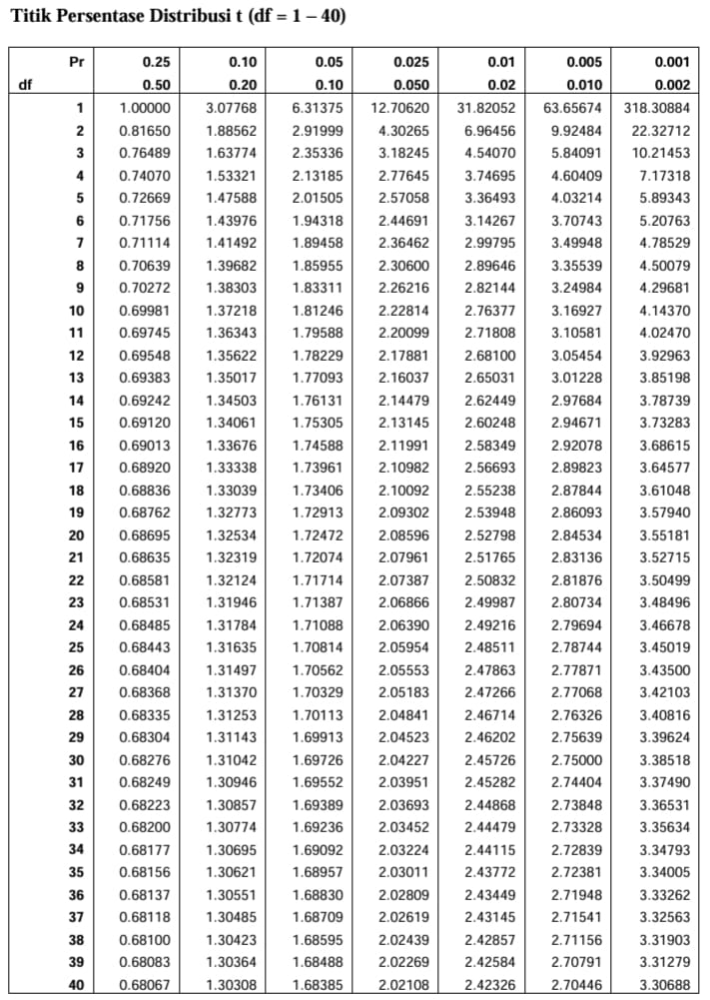 Titik Persentase Distribusi t (df = 1 – 40)
Pr 0.25 0.10 0.05 0.025 0.01 0.005 0.001
df 0.50 0.20 0.10 0.050 0.02 0.010 0.002
1 1.00000 3.07768 6.31375 12.70620 31.82052 63.65674 318.30884
2 0.81650 1.88562 2.91999 4.30265 6.96456 9.92484 22.32712
3 0.76489 1.63774 2.35336 3.18245 4.54070 5.84091 10.21453
4 0.74070 1.53321 2.13185 2.77645 3.74695 4.60409 7.17318
5 0.72669 1.47588 2.01505 2.57058 3.36493 4.03214 5.89343
6 0.71756 1.43976 1.94318 2.44691 3.14267 3.70743 5.20763
7 0.71114 1.41492 1.89458 2.36462 2.99795 3.49948 4.78529
8 0.70639 1.39682 1.85955 2.30600 2.89646 3.35539 4.50079
9 0.70272 1.38303 1.83311 2.26216 2.82144 3.24984 4.29681
10 0.69981 1.37218 1.81246 2.22814 2.76377 3.16927 4.14370
11 0.69745 1.36343 1.79588 2.20099 2.71808 3.10581 4.02470
12 0.69548 1.35622 1.78229 2.17881 2.68100 3.05454 3.92963
13 0.69383 1.35017 1.77093 2.16037 2.65031 3.01228 3.85198
14 0.69242 1.34503 1.76131 2.14479 2.62449 2.97684 3.78739
15 0.69120 1.34061 1.75305 2.13145 2.60248 2.94671 3.73283
16 0.69013 1.33676 1.74588 2.11991 2.58349 2.92078 3.68615
17 0.68920 1.33338 1.73961 2.10982 2.56693 2.89823 3.64577
18 0.68836 1.33039 1.73406 2.10092 2.55238 2.87844 3.61048
19 0.68762 1.32773 1.72913 2.09302 2.53948 2.86093 3.57940
20 0.68695 1.32534 1.72472 2.08596 2.52798 2.84534 3.55181
21 0.68635 1.32319 1.72074 2.07961 2.51765 2.83136 3.52715
22 0.68581 1.32124 1.71714 2.07387 2.50832 2.81876 3.50499
23 0.68531 1.31946 1.71387 2.06866 2.49987 2.80734 3.48496
24 0.68485 1.31784 1.71088 2.06390 2.49216 2.79694 3.46678
25 0.68443 1.31635 1.70814 2.05954 2.48511 2.78744 3.45019
26 0.68404 1.31497 1.70562 2.05553 2.47863 2.77871 3.43500
27 0.68368 1.31370 1.70329 2.05183 2.47266 2.77068 3.42103
28 0.68335 1.31253 1.70113 2.04841 2.46714 2.76326 3.40816
29 0.68304 1.31143 1.69913 2.04523 2.46202 2.75639 3.39624
30 0.68276 1.31042 1.69726 2.04227 2.45726 2.75000 3.38518
31 0.68249 1.30946 1.69552 2.03951 2.45282 2.74404 3.37490
32 0.68223 1.30857 1.69389 2.03693 2.44868 2.73848 3.36531
33 0.68200 1.30774 1.69236 2.03452 2.44479 2.73328 3.35634
34 0.68177 1.30695 1.69092 2.03224 2.44115 2.72839 3.34793
35 0.68156 1.30621 1.68957 2.03011 2.43772 2.72381 3.34005
36 0.68137 1.30551 1.68830 2.02809 2.43449 2.71948 3.33262
37 0.68118 1.30485 1.68709 2.02619 2.43145 2.71541 3.32563
38 0.68100 1.30423 1.68595 2.02439 2.42857 2.71156 3.31903
39 0.68083 1.30364 1.68488 2.02269 2.42584 2.70791 3.31279
40 0.68067 1.30308 1.68385 2.02108 2.42326 2.70446 3.30688